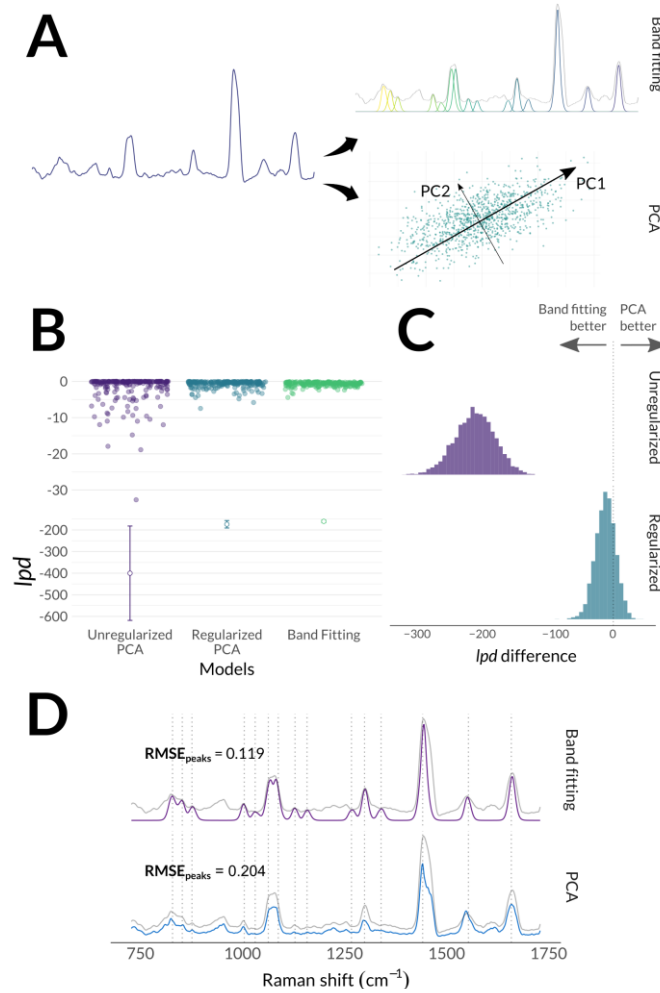 A
Band fitting
PC2
PC1
PCA
B
0
-10
-20
-30
-200
-300
-400
-500
-600
lpd
Unregularized
PCA
Regularized
PCA
Band Fitting
Models
C
Band fitting
better
PCA
better
Unregularized
Regularized
-300
-200
-100
0
lpd difference
D
RMSEpeaks = 0.119
Band fitting
RMSEpeaks = 0.204
PCA
750
1000
1250
1500
1750
Raman shift (cm⁻¹)